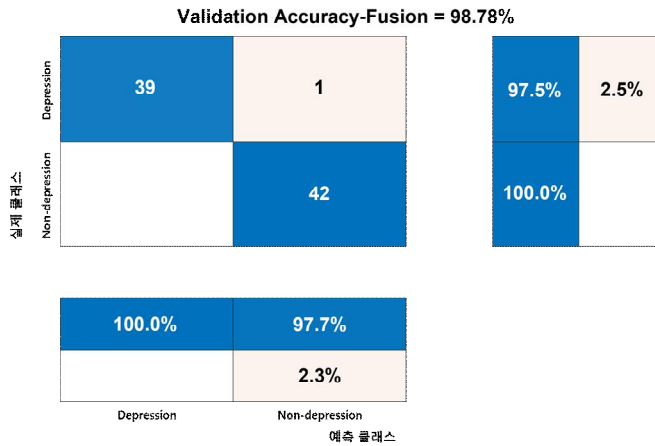 Validation Accuracy-Fusion = 98.78%
실제 클래스
Depression
39
1
97.5%
2.5%
Non-depression
42
100.0%
100.0%
97.7%
2.3%
Depression
Non-depression
예측 클래스